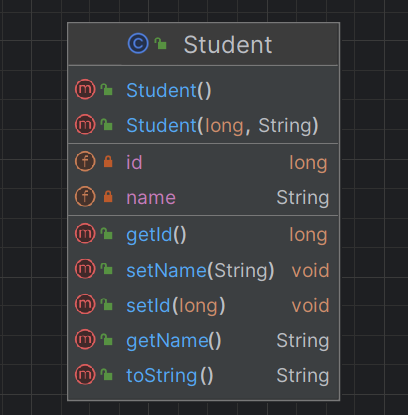 Student
Student()
Student(long, String)
id long
name String
getId() long
setName(String) void
setId(long) void
getName() String
toString() String